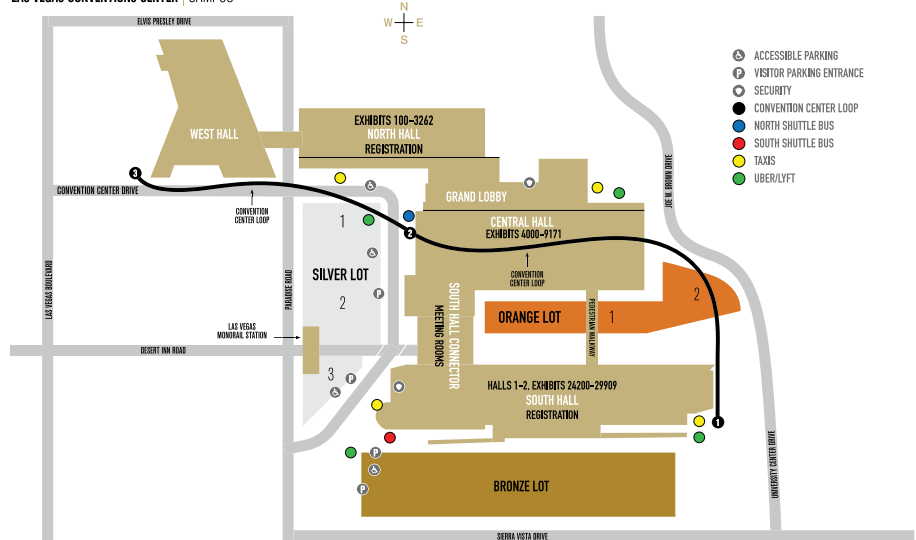 N
W E
S
ELVIS PRESLEY DRIVE
ACCESSIBLE PARKING
P VISITOR PARKING ENTRANCE
SECURITY
CONVENTION CENTER LOOP
NORTH SHUTTLE BUS
SOUTH SHUTTLE BUS
TAXIS
UBER/LYFT
WEST HALL
EXHIBITS 100–3262
NORTH HALL
REGISTRATION
JOE W. BROWN DRIVE
3
CONVENTION CENTER DRIVE
CONVENTION
CENTER LOOP
GRAND LOBBY
CENTRAL HALL
EXHIBITS 4000–9171
1
2
CONVENTION
CENTER LOOP
SILVER LOT
2
P
LAS VEGAS BOULEVARD
PARADISE ROAD
SOUTH HALL CONNECTOR
MEETING ROOMS
ORANGE LOT
1
2
PEDESTRIAN WALKWAY
LAS VEGAS
MONORAIL STATION
DESERT INN ROAD
3
P
HALLS 1–2, EXHIBITS 24200–29909
SOUTH HALL
REGISTRATION
1
P
P
BRONZE LOT
UNIVERSITY CENTER DRIVE
SIERRA VISTA DRIVE